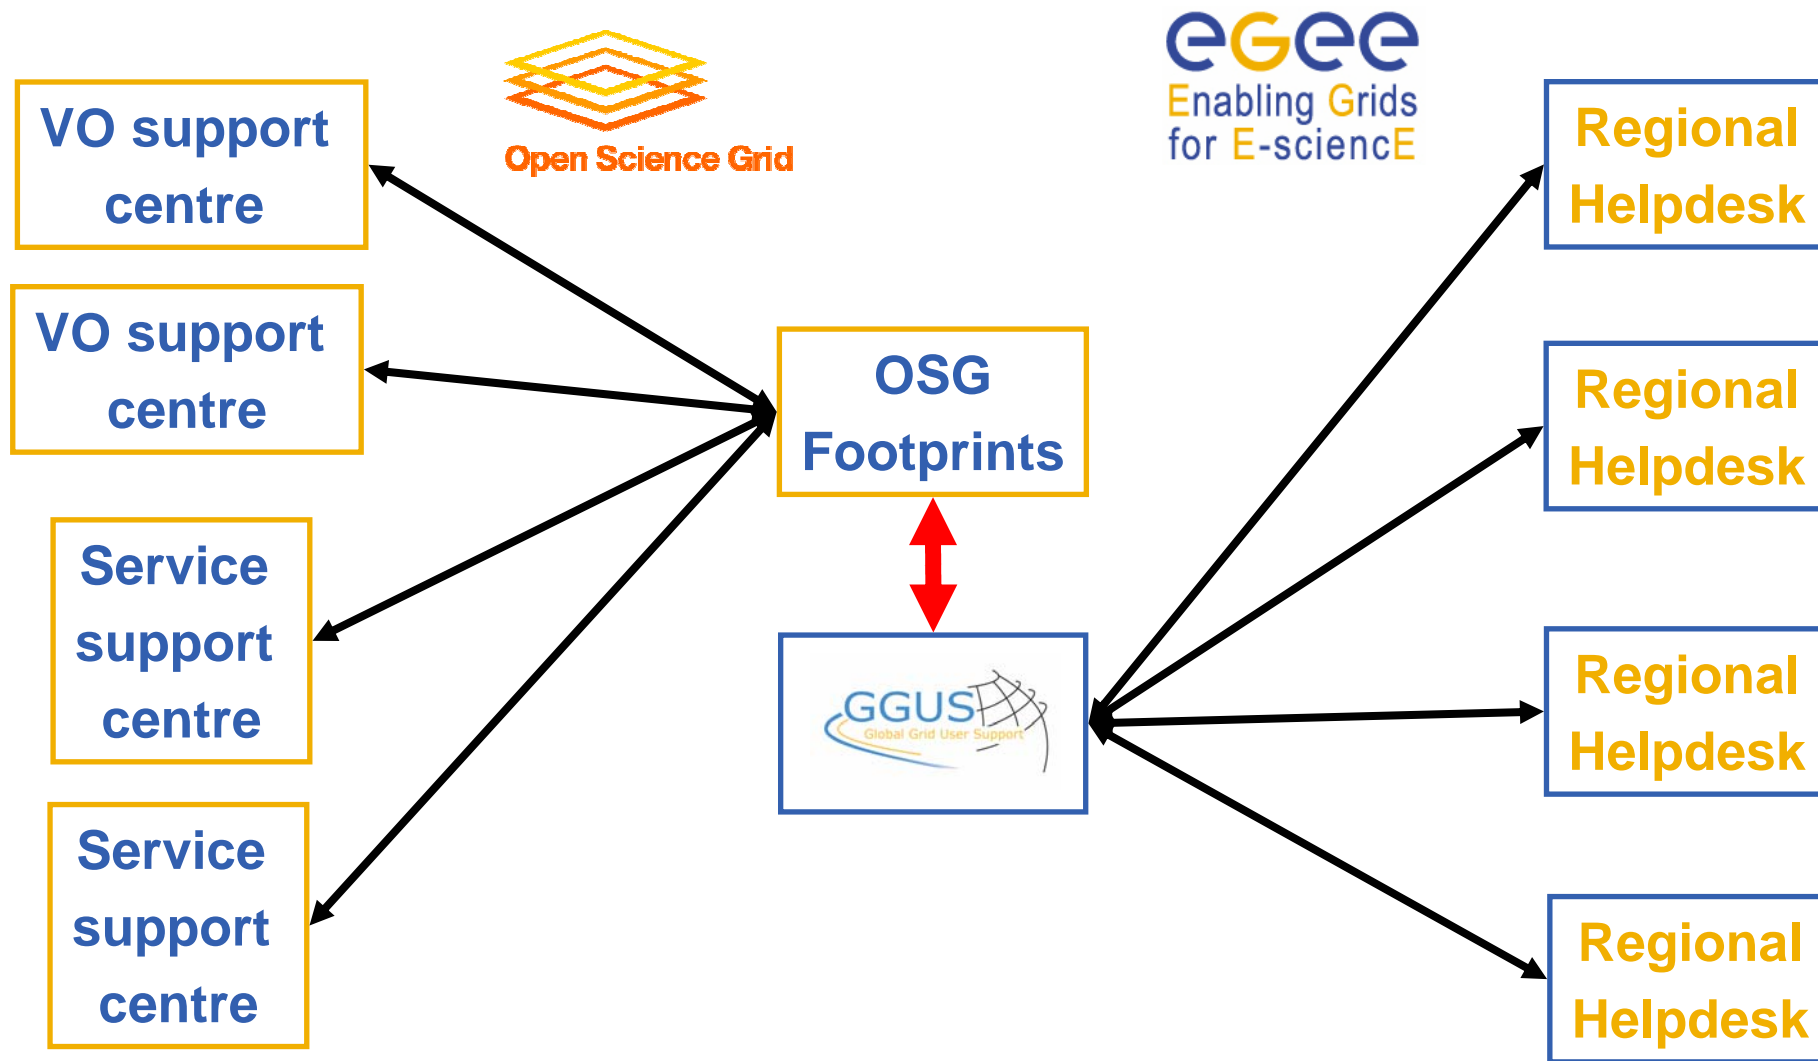 Open Science Grid
eGee
Enabling Grids
for E-sciencE
VO support
centre
VO support
centre
Service
support
centre
Service
support
centre
OSG
Footprints
GGUS
Global Grid User Support
Regional
Helpdesk
Regional
Helpdesk
Regional
Helpdesk
Regional
Helpdesk